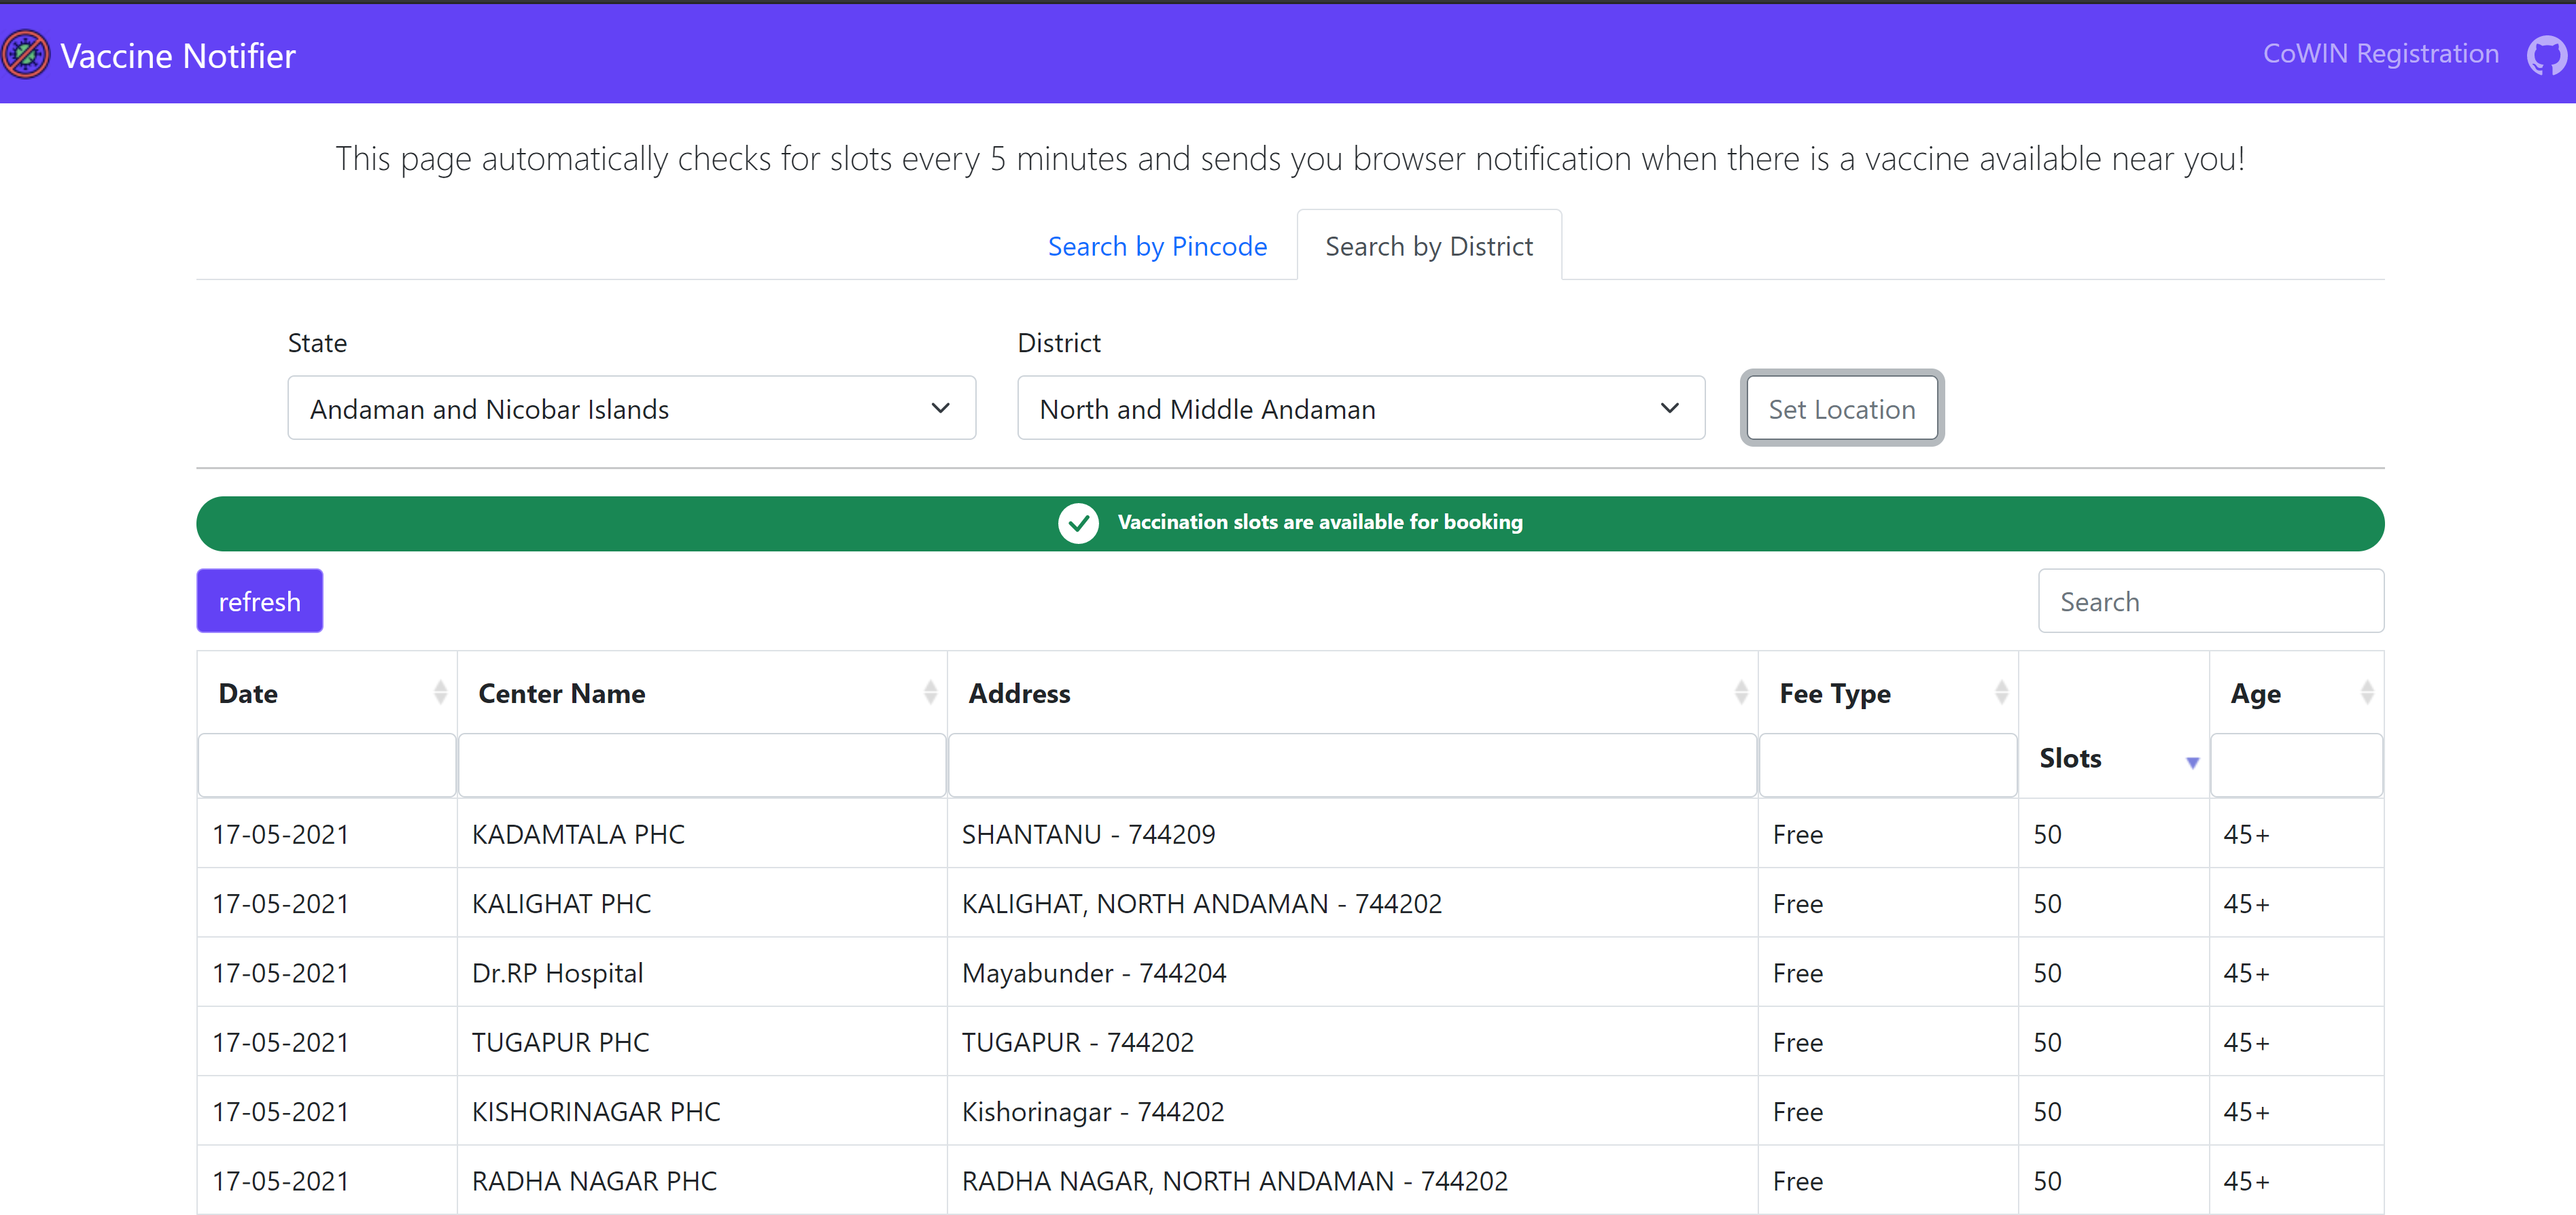 Vaccine Notifier
CoWIN Registration
This page automatically checks for slots every 5 minutes and sends you browser notification when there is a vaccine available near you!
Search by Pincode
Search by District
State
District
Andaman and Nicobar Islands
North and Middle Andaman
Set Location
Vaccination slots are available for booking
refresh
Search
Date Center Name Address Fee Type Slots Age
17-05-2021 KADAMTALA PHC SHANTANU - 744209 Free 50 45+
17-05-2021 KALIGHAT PHC KALIGHAT, NORTH ANDAMAN - 744202 Free 50 45+
17-05-2021 Dr.RP Hospital Mayabunder - 744204 Free 50 45+
17-05-2021 TUGAPUR PHC TUGAPUR - 744202 Free 50 45+
17-05-2021 KISHORINAGAR PHC Kishorinagar - 744202 Free 50 45+
17-05-2021 RADHA NAGAR PHC RADHA NAGAR, NORTH ANDAMAN - 744202 Free 50 45+